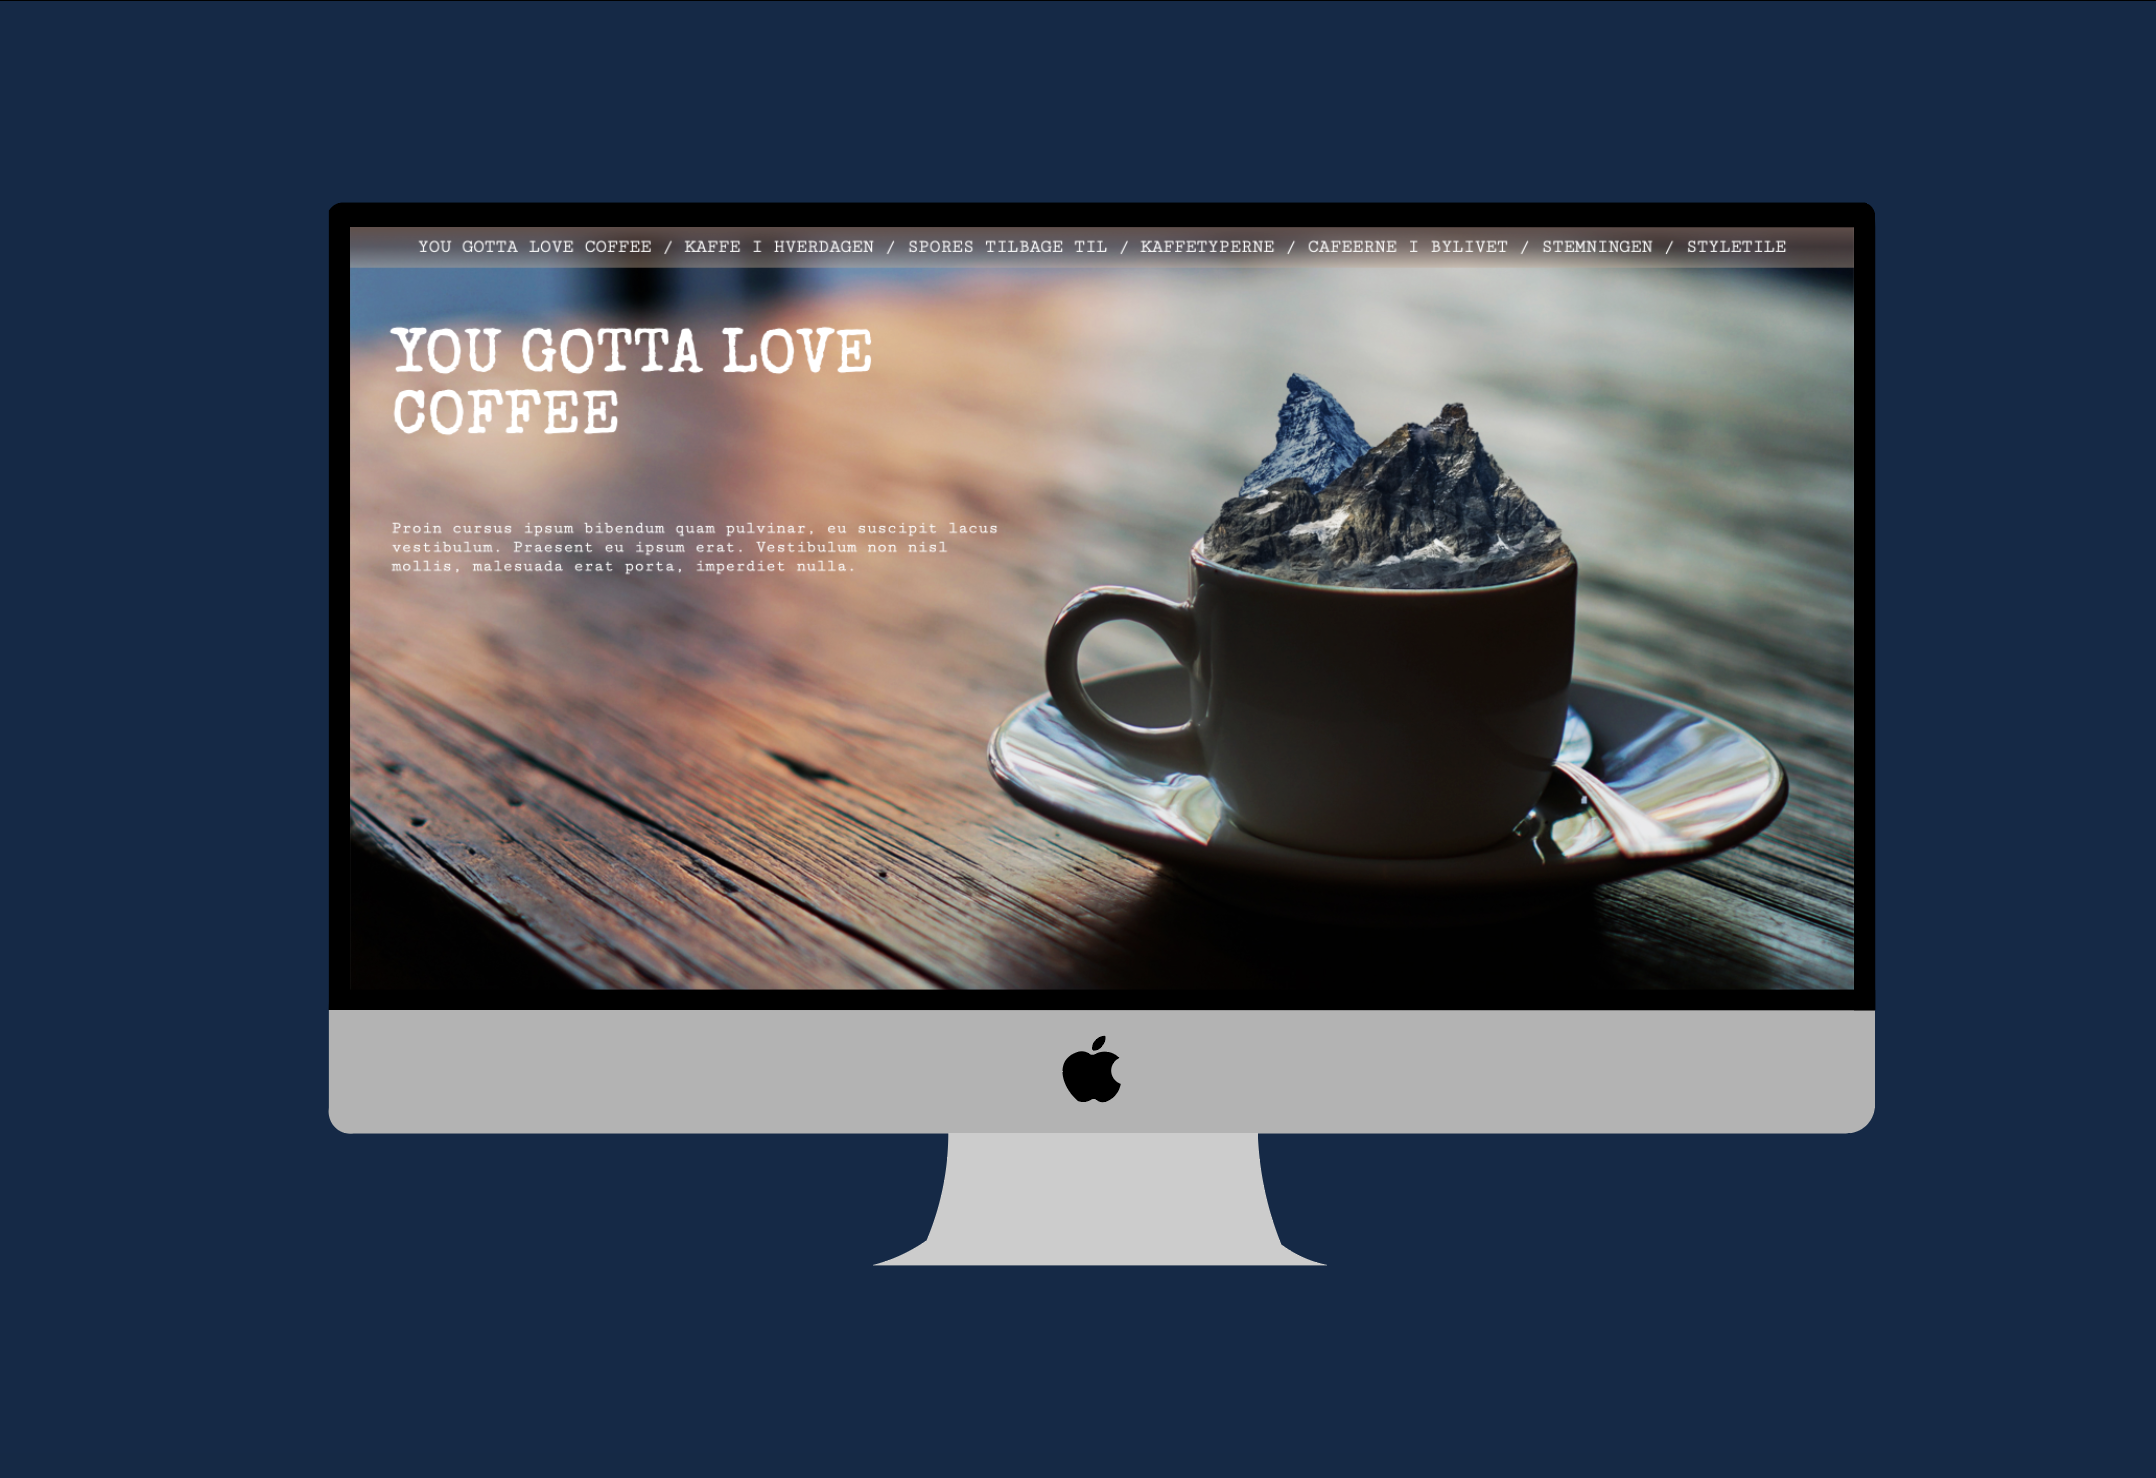 YOU GOTTA LOVE COFFEE / KAFFE I HVERDAGEN / SPORES TILBAGE TIL / KAFFETYPERNE / CAFEERNE I BYLIVET / STEMNINGEN / STYLETILE
YOU GOTTA LOVE
COFFEE
Proin cursus ipsum bibendum quam pulvinar, eu suscipit lacus
vestibulum. Praesent eu ipsum erat. Vestibulum non nisl
mollis, malesuada erat porta, imperdiet nulla.